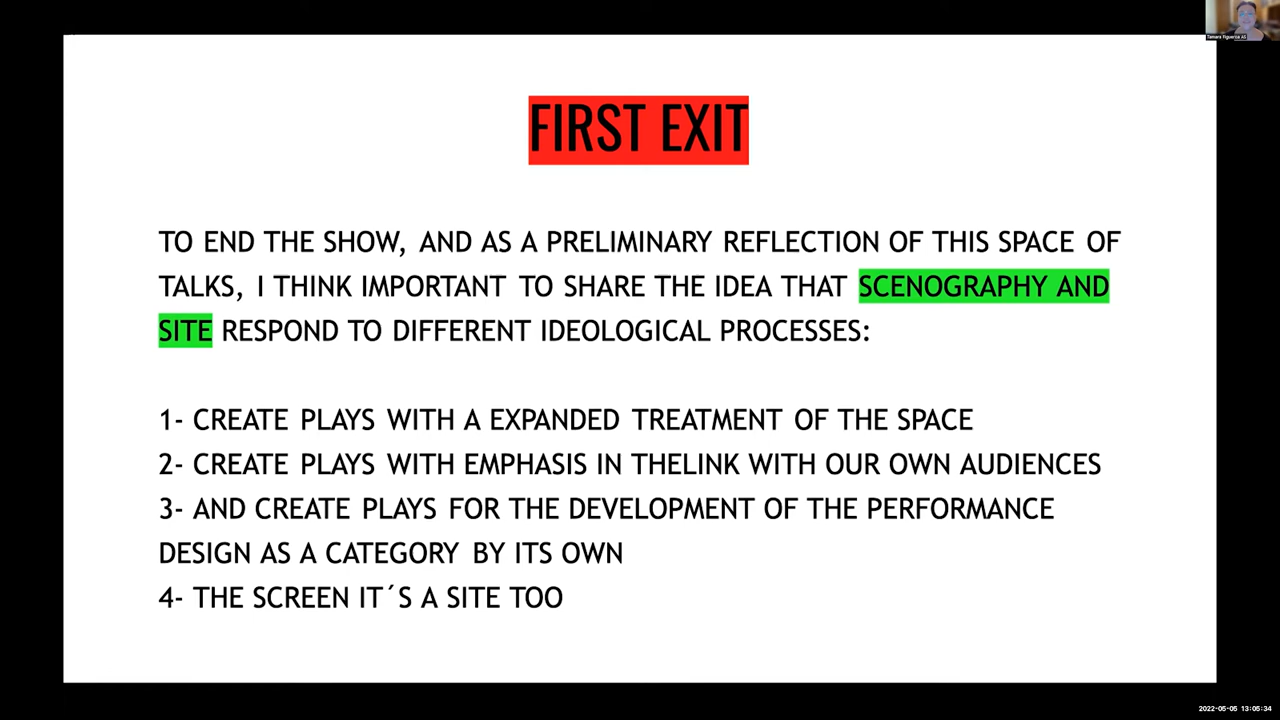 Tamara Figueroa AS
FIRST EXIT
TO END THE SHOW, AND AS A PRELIMINARY REFLECTION OF THIS SPACE OF
TALKS, I THINK IMPORTANT TO SHARE THE IDEA THAT SCENOGRAPHY AND
SITE RESPOND TO DIFFERENT IDEOLOGICAL PROCESSES:
1- CREATE PLAYS WITH A EXPANDED TREATMENT OF THE SPACE
2- CREATE PLAYS WITH EMPHASIS IN THELINK WITH OUR OWN AUDIENCES
3- AND CREATE PLAYS FOR THE DEVELOPMENT OF THE PERFORMANCE
DESIGN AS A CATEGORY BY ITS OWN
4- THE SCREEN IT´S A SITE TOO
2022-05-05 13:05:34